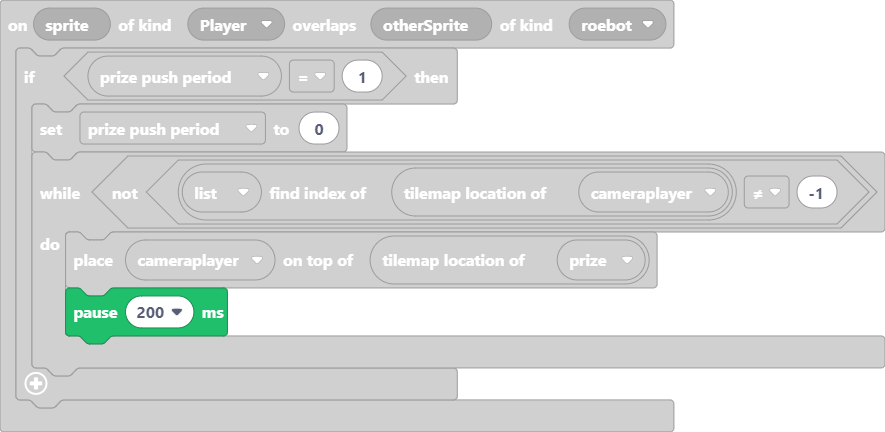 on sprite of kind Player overlaps otherSprite of kind roebot
if prize push period = 1 then
set prize push period to 0
while not list find index of tilemap location of cameraplayer ≠ -1
do
place cameraplayer on top of tilemap location of prize
pause 200 ms